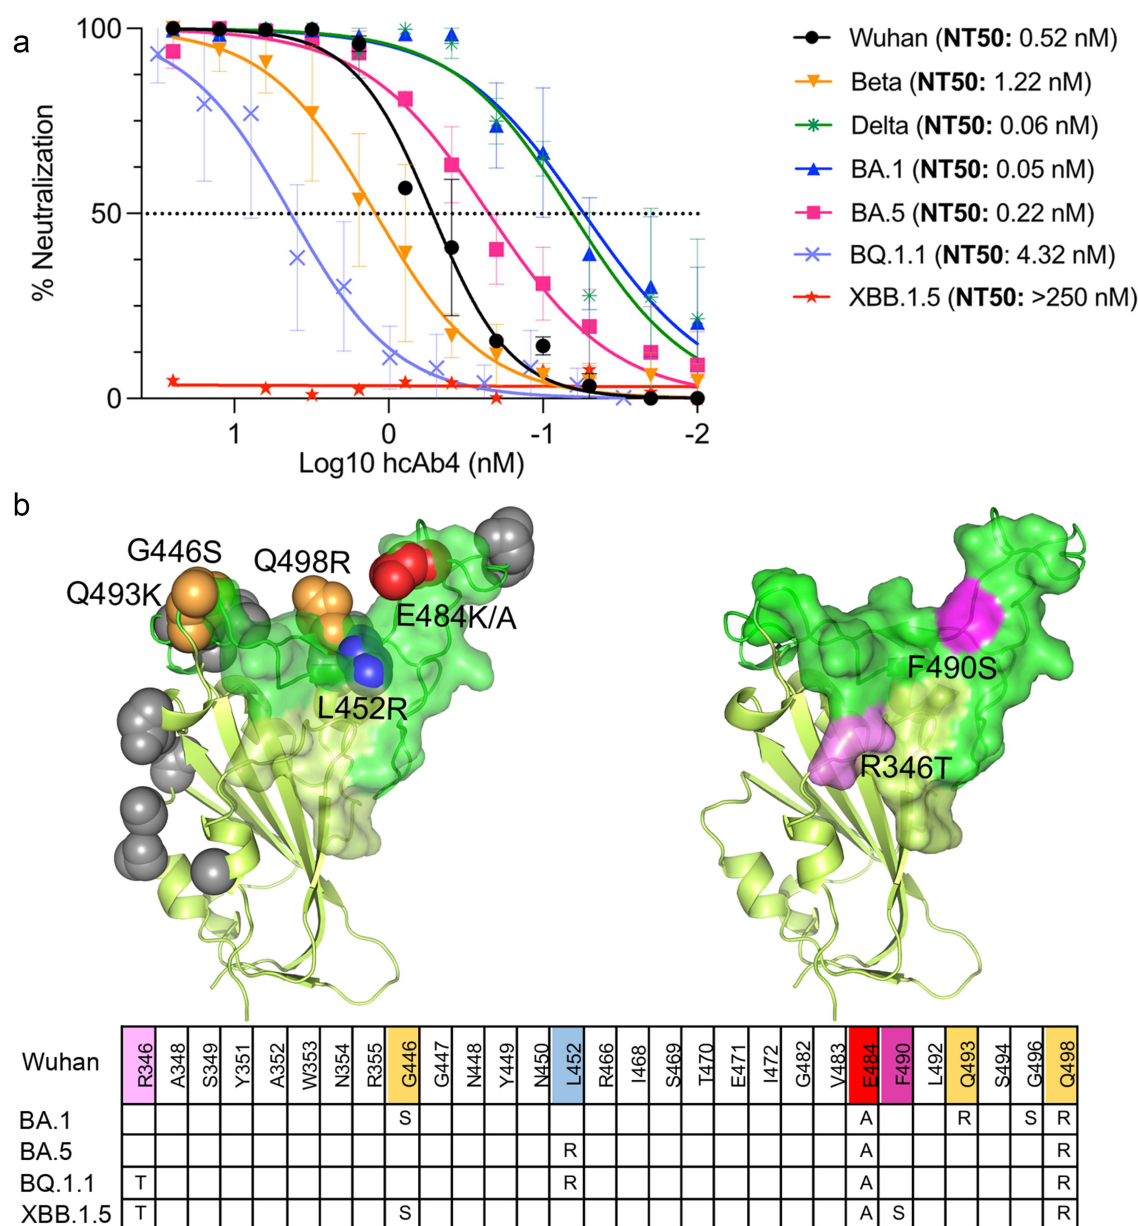 a
100
50
0
% Neutralization
1 0 -1 -2
Log10 hcAb4 (nM)
Wuhan (NT50: 0.52 nM)
Beta (NT50: 1.22 nM)
Delta (NT50: 0.06 nM)
BA.1 (NT50: 0.05 nM)
BA.5 (NT50: 0.22 nM)
BQ.1.1 (NT50: 4.32 nM)
XBB.1.5 (NT50: >250 nM)
b
G446S
Q498R
Q493K
E484K/A
L452R
F490S
R346T
Wuhan R346 A348 S349 Y351 A352 W353 N354 R355 G446 G447 N448 Y449 N450 L452 R466 I468 S469 T470 E471 I472 G482 V483 E484 F490 L492 Q493 S494 G496 Q498
BA.1 S A R S R
BA.5 R A R
BQ.1.1 T R A R
XBB.1.5 T S A S R